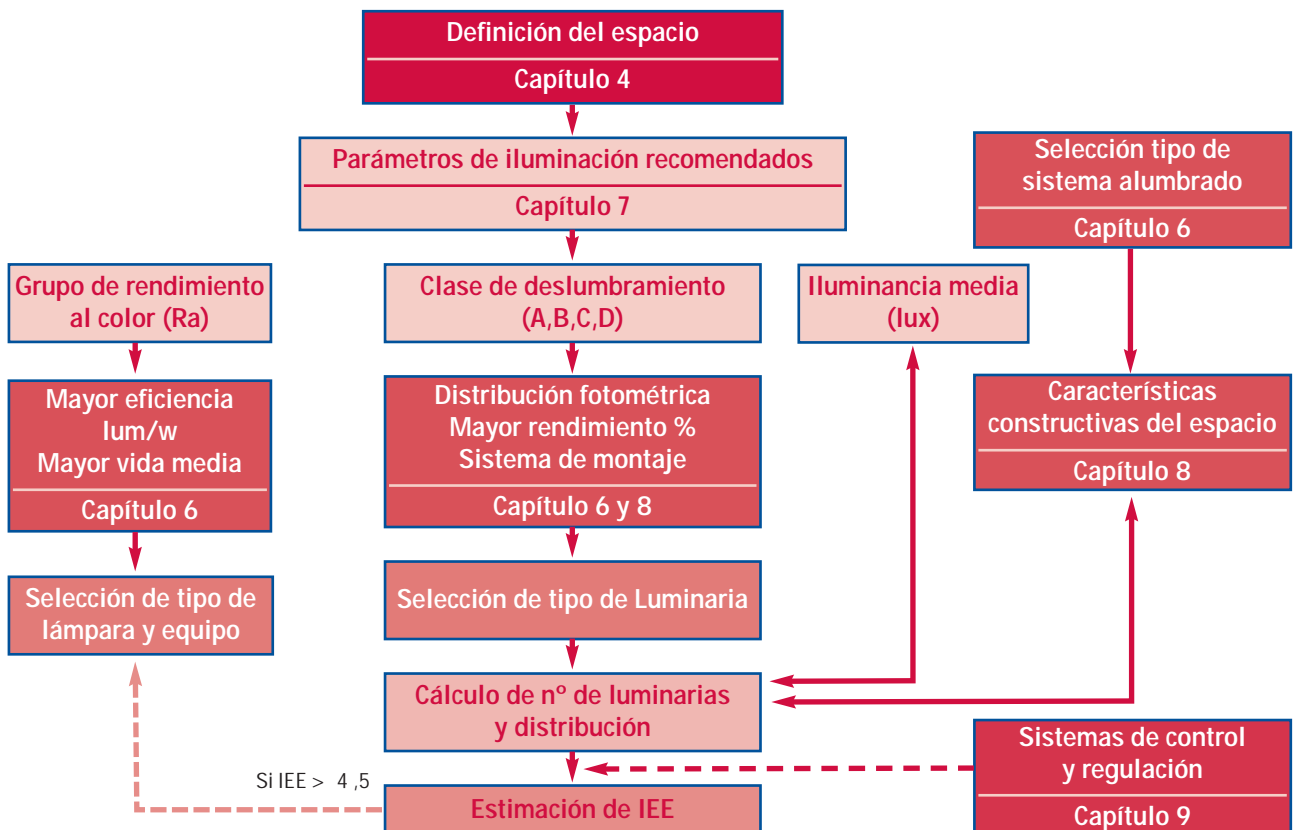 Definición del espacio
Capítulo 4
Parámetros de iluminación recomendados
Capítulo 7
Selección tipo de
sistema alumbrado
Capítulo 6
Grupo de rendimiento
al color (Ra)
Clase de deslumbramiento
(A,B,C,D)
Iluminancia media
(lux)
Mayor eficiencia
lum/w
Mayor vida media
Capítulo 6
Distribución fotométrica
Mayor rendimiento %
Sistema de montaje
Capítulo 6 y 8
Características
constructivas del espacio
Capítulo 8
Selección de tipo de
lámpara y equipo
Selección de tipo de Luminaria
Cálculo de nº de luminarias
y distribución
Sistemas de control
y regulación
Capítulo 9
Si IEE > 4 ,5
Estimación de IEE